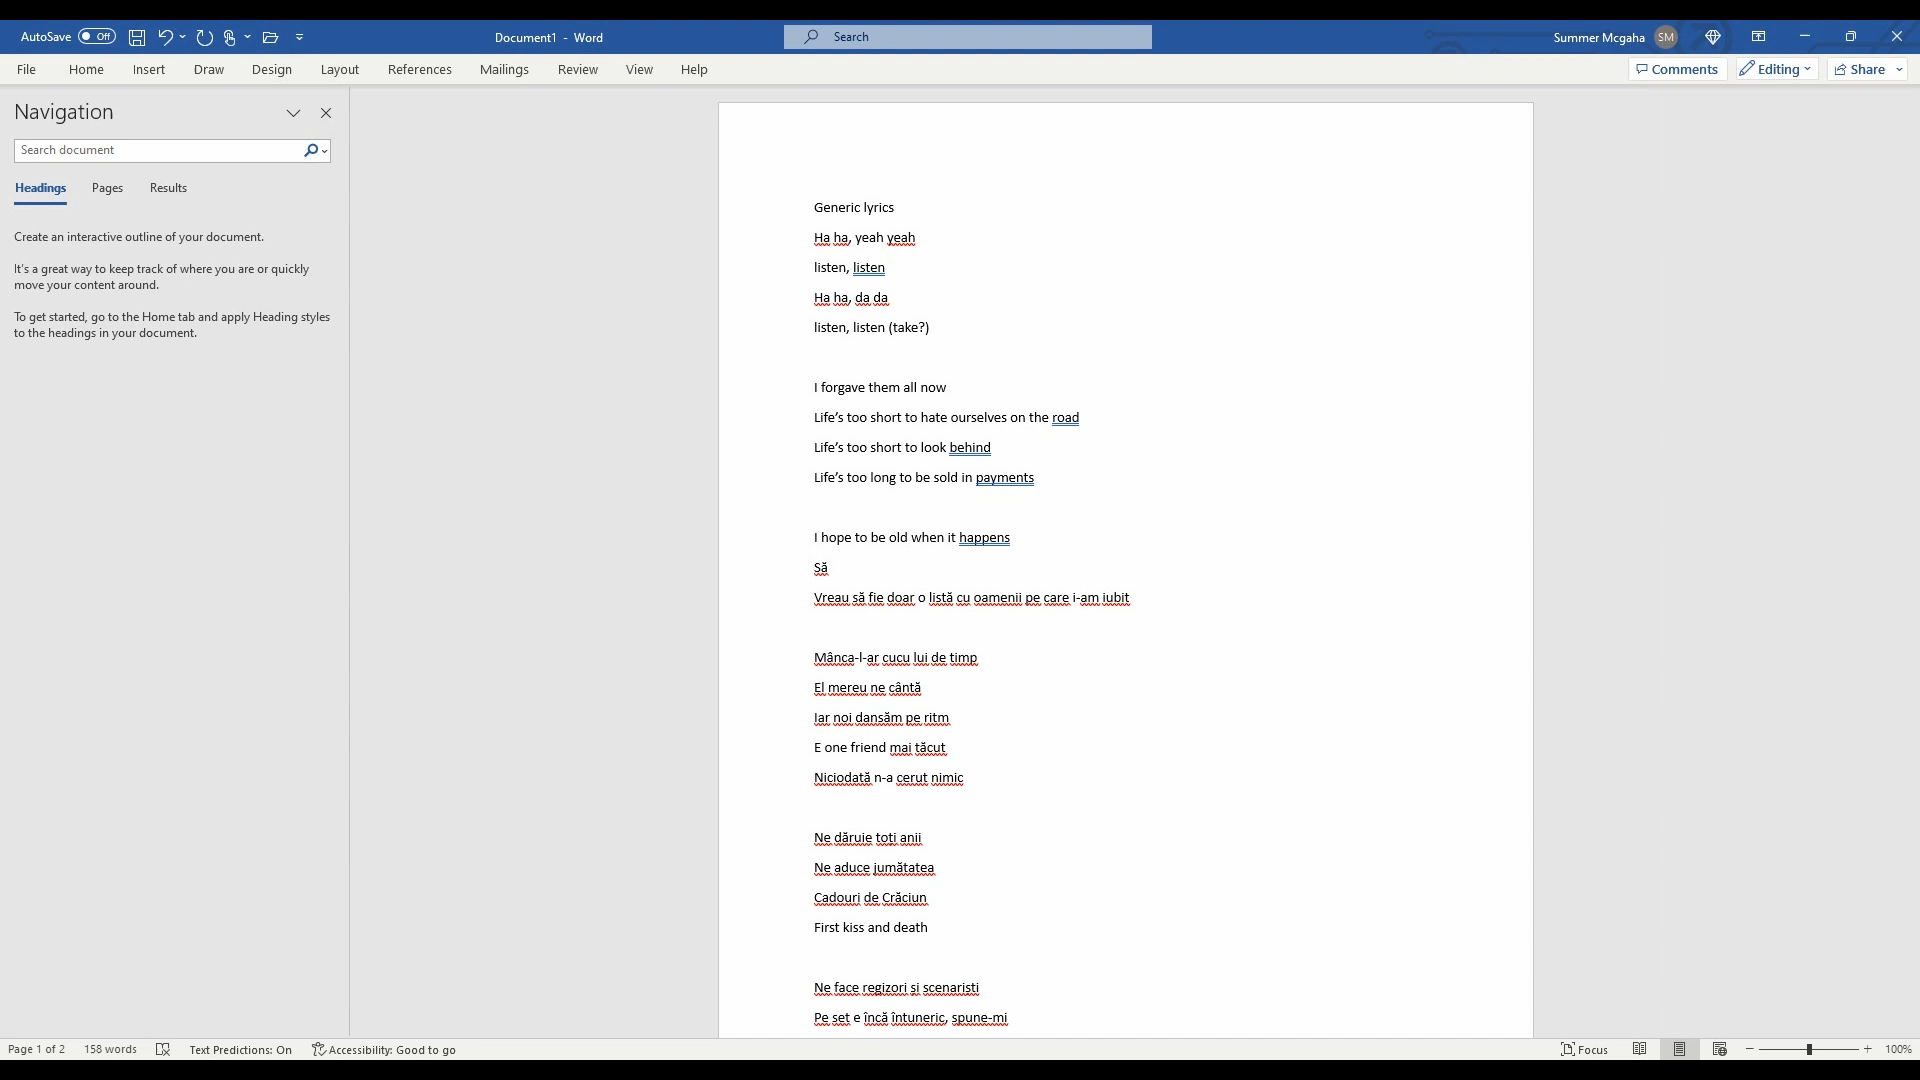 AutoSave Off Document1 - Word Search Summer Mcgaha SM
File Home Insert Draw Design Layout References Mailings Review View Help Comments Editing Share
Navigation
Search document
Headings Pages Results
Create an interactive outline of your document.
It's a great way to keep track of where you are or quickly
move your content around.
To get started, go to the Home tab and apply Heading styles
to the headings in your document.
Generic lyrics
Ha ha, yeah yeah
listen, listen
Ha ha, da da
listen, listen (take?)
I forgave them all now
Life's too short to hate ourselves on the road
Life's too short to look behind
Life's too long to be sold in payments
I hope to be old when it happens
Să
Vreau să fie doar o listă cu oamenii pe care i-am iubit
Mânca-l-ar cucu lui de timp
El mereu ne cântă
Iar noi dansăm pe ritm
E one friend mai tăcut
Niciodată n-a cerut nimic
Ne dăruie toți anii
Ne aduce jumătatea
Cadouri de Crăciun
First kiss and death
Ne face regizori și scenariști
Pe set e încă întuneric, spune-mi
Page 1 of 2 158 words Text Predictions: On Accessibility: Good to go Focus 100%